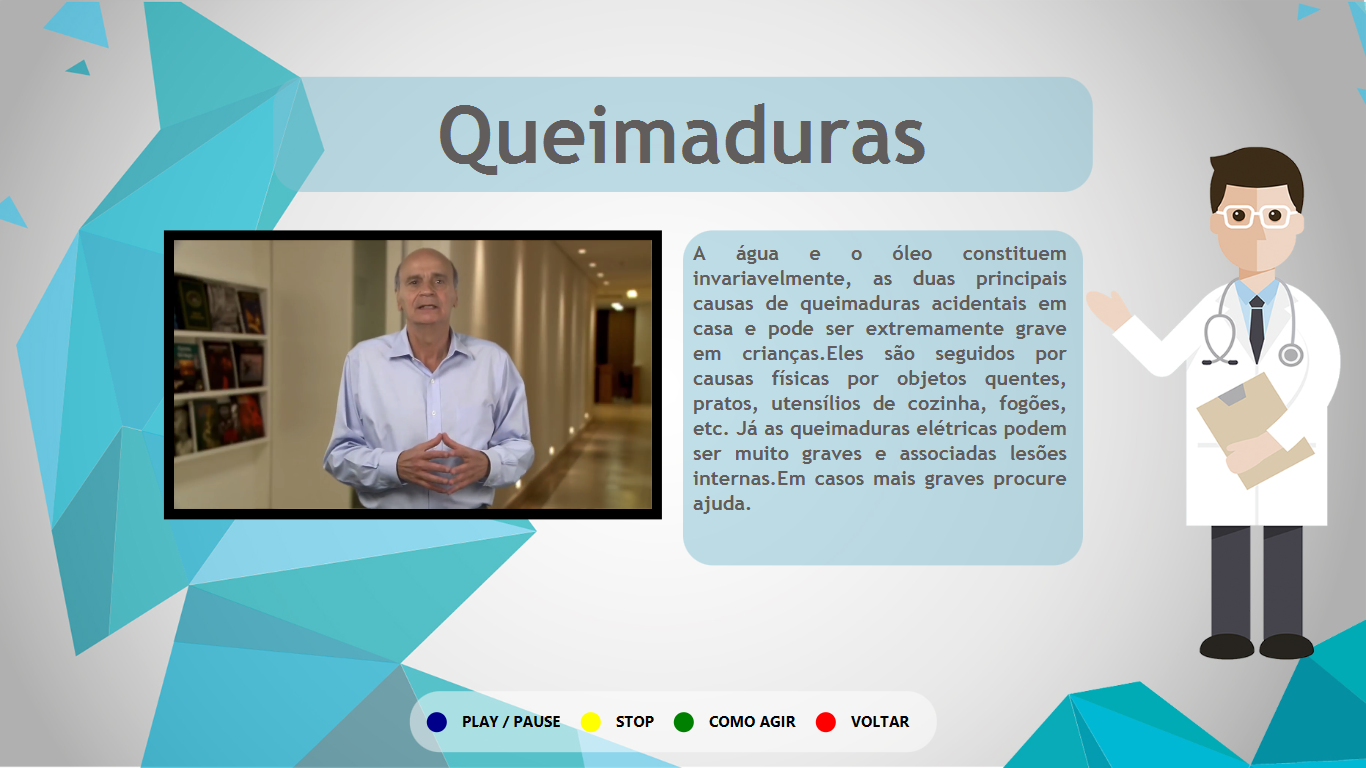 Queimaduras
A água e o óleo constituem
invariavelmente, as duas principais
causas de queimaduras acidentais em
casa e pode ser extremamente grave
em crianças.Eles são seguidos por
causas físicas por objetos quentes,
pratos, utensílios de cozinha, fogões,
etc. Já as queimaduras elétricas podem
ser muito graves e associadas lesões
internas.Em casos mais graves procure
ajuda.
PLAY / PAUSE STOP COMO AGIR VOLTAR